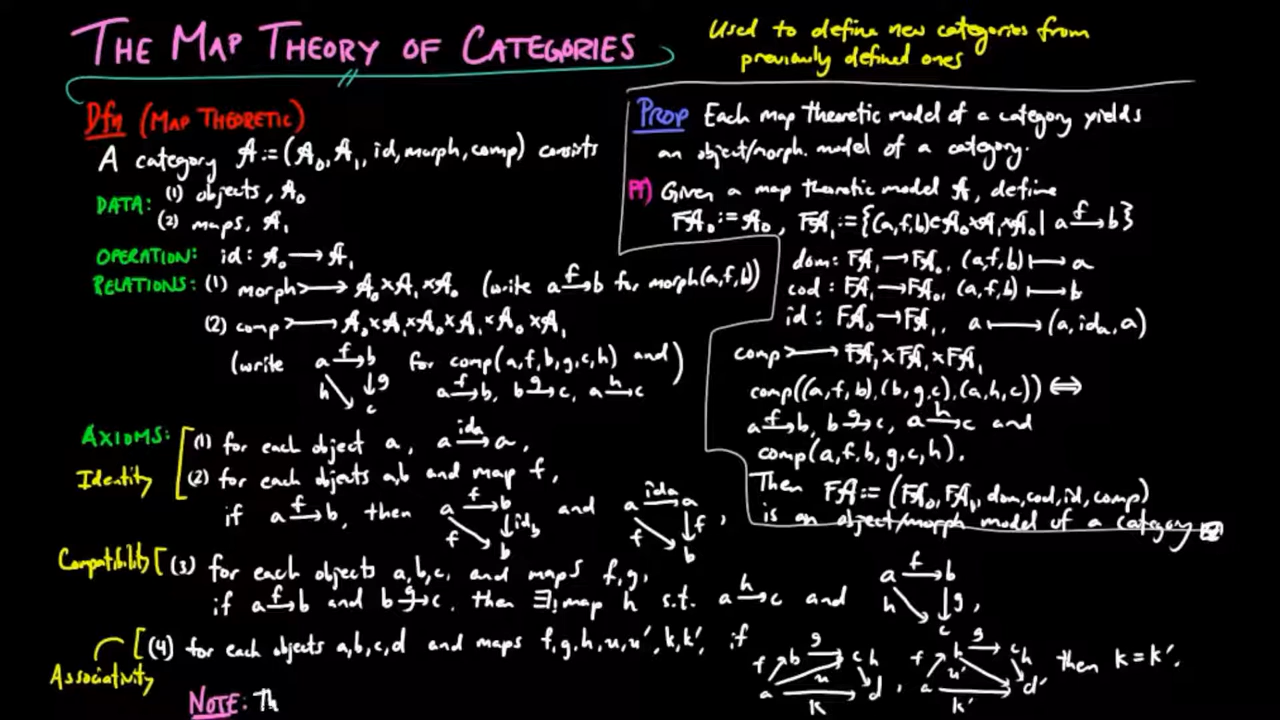 THE MAP THEORY OF CATEGORIES
Used to define new categories from
previously defined ones
Dfn (MAP THEORETIC)
A category A := (A₀, A₁, id, morph, comp) consists
DATA: (1) objects, A₀
(2) maps, A₁
OPERATION: id : A₀ → A₁
RELATIONS: (1) morph >→ A₀×A₁×A₀ (write a –f→ b for morph(a,f,b))
(2) comp >→ A₀×A₁×A₀×A₁×A₀×A₁
(write a –f→ b for comp(a,f,b,g,c,h) and)
h ↘ ↓ g a –f→ b, b –g→ c, a –h→ c
c
AXIOMS: (1) for each object a, a –idₐ→ a,
Identity (2) for each objects a,b and map f,
if a –f→ b, then a –f→ b and a –idₐ→ a
f ↘ ↓ id_b f ↘ ↓ f ,
b b
Compatibility (3) for each objects a,b,c, and maps f,g,
if a –f→ b and b –g→ c, then ∃! map h s.t. a –h→ c and a –f→ b
h ↘ ↓ g ,
c
Associativity (4) for each objects a,b,c,d and maps f,g,h,u,u',k,k', if
f b g c h u a d k , f b g c h u' a d' k' then k=k'.
NOTE: Th
PROP Each map theoretic model of a category yields
an object/morph. model of a category.
Pf) Given a map theoretic model A, define
FA₀ := A₀, FA₁ := {(a,f,b)∈A₀×A₁×A₀ | a –f→ b}
dom: FA₁ → FA₀, (a,f,b) ↦ a
cod: FA₁ → FA₀, (a,f,b) ↦ b
id : FA₀ → FA₁, a ↦ (a, idₐ, a)
comp >→ FA₁×FA₁×FA₁
comp((a,f,b),(b,g,c),(a,h,c)) ⇔
a –f→ b, b –g→ c, a –h→ c and
comp(a,f,b,g,c,h).
Then FA := (FA₀, FA₁, dom, cod, id, comp)
is an object/morph model of a category